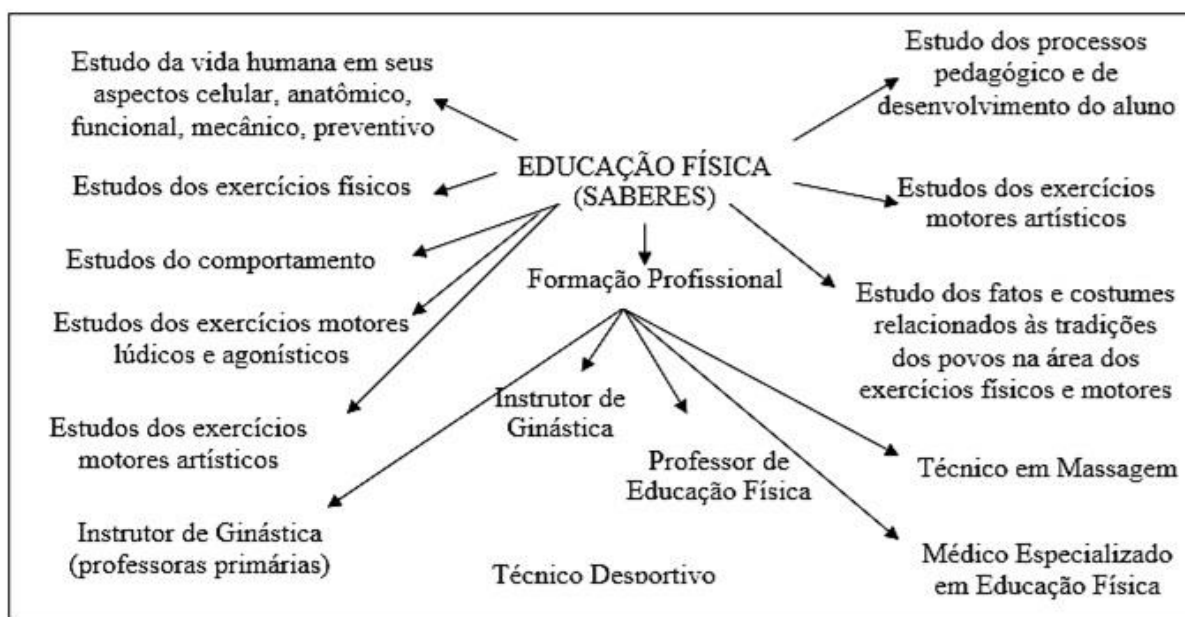 Estudo da vida humana em seus
aspectos celular, anatômico,
funcional, mecânico, preventivo
Estudo dos processos
pedagógico e de
desenvolvimento do aluno
EDUCAÇÃO FÍSICA
(SABERES)
Estudos dos exercícios físicos
Estudos dos exercícios
motores artísticos
Estudos do comportamento
Formação Profissional
Estudos dos exercícios motores
lúdicos e agonísticos
Estudo dos fatos e costumes
relacionados às tradições
dos povos na área dos
exercícios físicos e motores
Estudos dos exercícios
motores artísticos
Instrutor de
Ginástica
Professor de
Educação Física
Técnico em Massagem
Instrutor de Ginástica
(professoras primárias)
Técnico Desportivo
Médico Especializado
em Educação Física